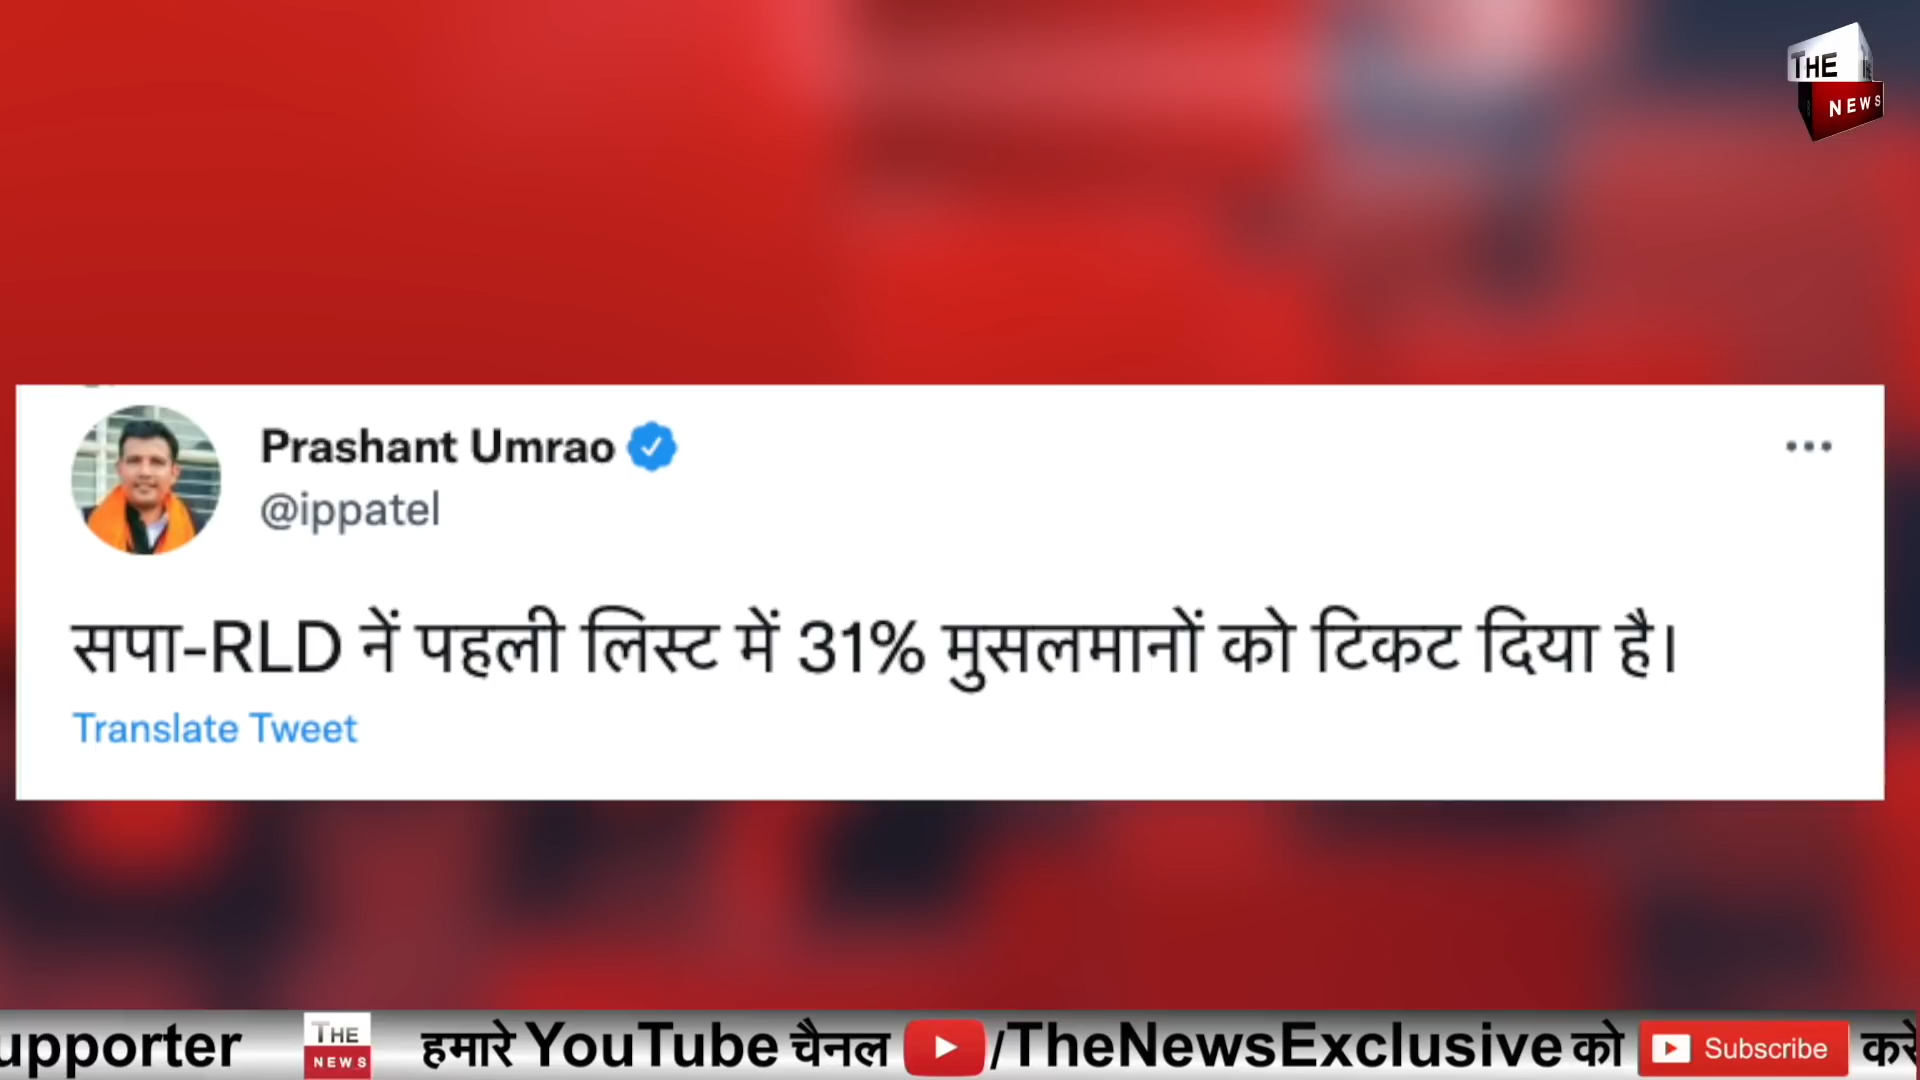 THE
NEWS
Prashant Umrao
@ippatel
सपा-RLD नें पहली लिस्ट में 31% मुसलमानों को टिकट दिया है।
Translate Tweet
upporter THE NEWS हमारे YouTube चैनल /TheNewsExclusive को Subscribe करें